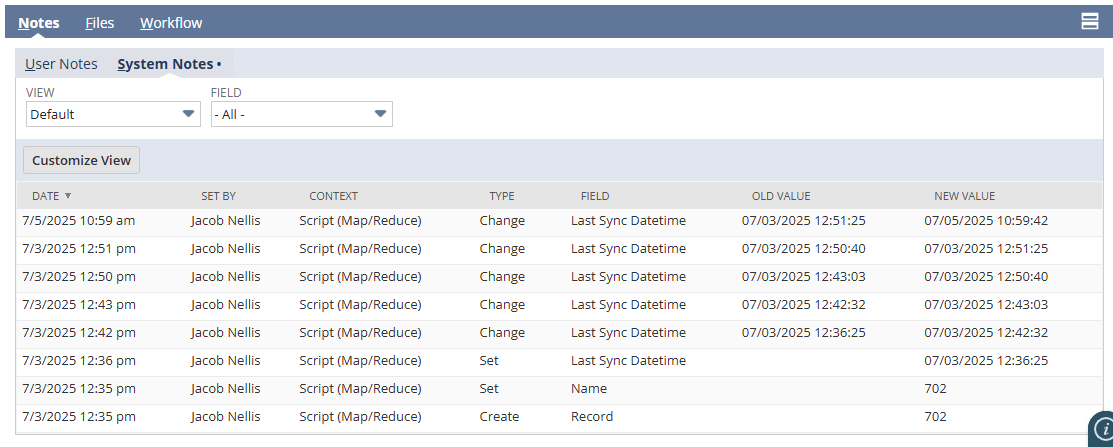 Notes Files Workflow
User Notes System Notes •
VIEW FIELD
Default - All -
Customize View
DATE ▼ SET BY CONTEXT TYPE FIELD OLD VALUE NEW VALUE
7/5/2025 10:59 am Jacob Nellis Script (Map/Reduce) Change Last Sync Datetime 07/03/2025 12:51:25 07/05/2025 10:59:42
7/3/2025 12:51 pm Jacob Nellis Script (Map/Reduce) Change Last Sync Datetime 07/03/2025 12:50:40 07/03/2025 12:51:25
7/3/2025 12:50 pm Jacob Nellis Script (Map/Reduce) Change Last Sync Datetime 07/03/2025 12:43:03 07/03/2025 12:50:40
7/3/2025 12:43 pm Jacob Nellis Script (Map/Reduce) Change Last Sync Datetime 07/03/2025 12:42:32 07/03/2025 12:43:03
7/3/2025 12:42 pm Jacob Nellis Script (Map/Reduce) Change Last Sync Datetime 07/03/2025 12:36:25 07/03/2025 12:42:32
7/3/2025 12:36 pm Jacob Nellis Script (Map/Reduce) Set Last Sync Datetime 07/03/2025 12:36:25
7/3/2025 12:35 pm Jacob Nellis Script (Map/Reduce) Set Name 702
7/3/2025 12:35 pm Jacob Nellis Script (Map/Reduce) Create Record 702
i